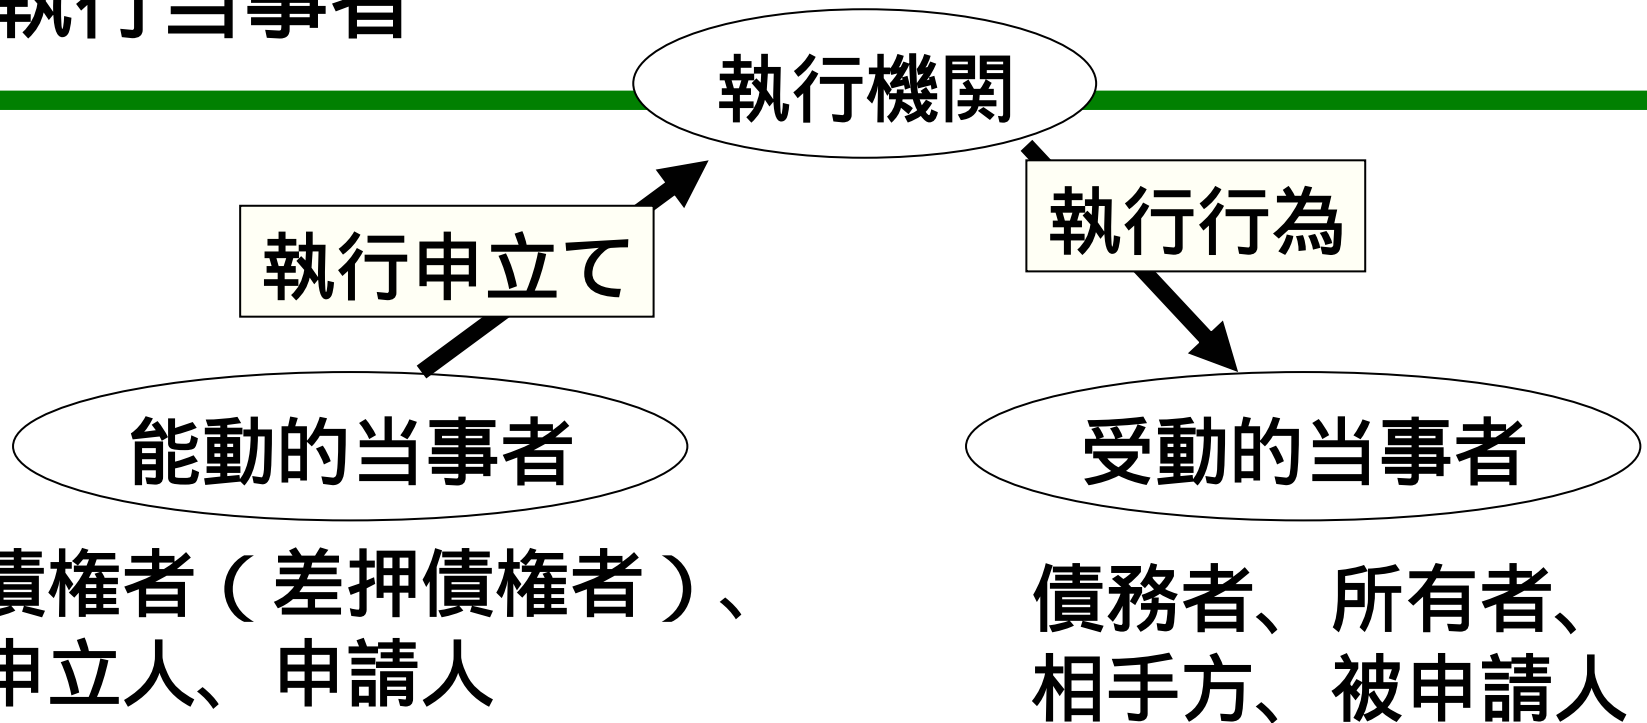 執行当事者
執行機関
執行申立て
執行行為
能動的当事者
受動的当事者
債権者（差押債権者）、
申立人、申請人
債務者、所有者、
相手方、被申請人